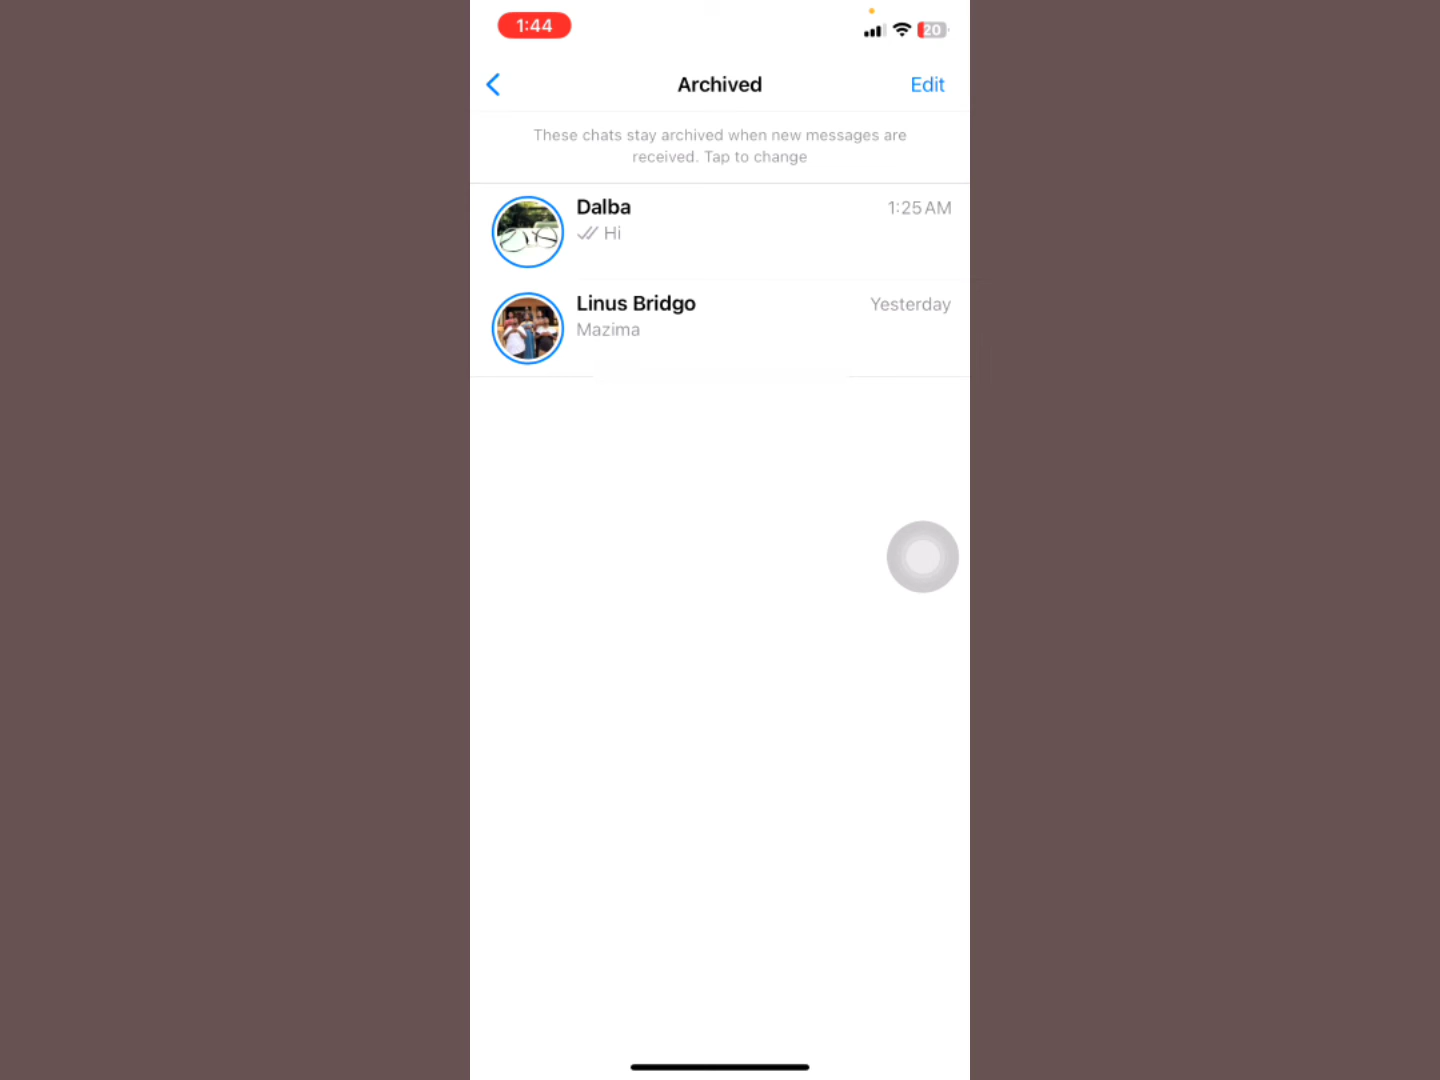 1:44
20
Archived
Edit
These chats stay archived when new messages are
received. Tap to change
Dalba
1:25 AM
Hi
Linus Bridgo
Yesterday
Mazima